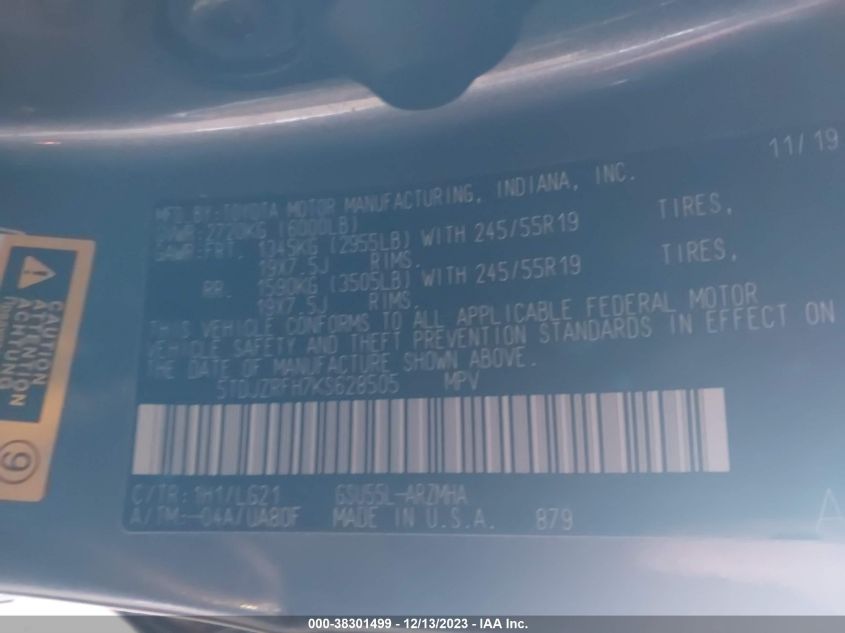 11/19
MFD.BY:TOYOTA MOTOR MANUFACTURING, INDIANA, INC.
GVWR:2720KG (6000LB)
GAWR:FRT. 1345KG (2955LB) WITH 245/55R19 TIRES,
19X7.5J RIMS.
RR. 1590KG (3505LB) WITH 245/55R19 TIRES,
19X7.5J RIMS.
THIS VEHICLE CONFORMS TO ALL APPLICABLE FEDERAL MOTOR
VEHICLE SAFETY AND THEFT PREVENTION STANDARDS IN EFFECT ON
THE DATE OF MANUFACTURE SHOWN ABOVE.
5TDJZRFH7KS628505 MPV
C/TR:1H1/LG21 GSU55L-ARZMHA
A/TM:-04A/UA80F MADE IN U.S.A. 879
A
CAUTION
ATTENTION
ACHTUNG
9
000-38301499 - 12/13/2023 - IAA Inc.